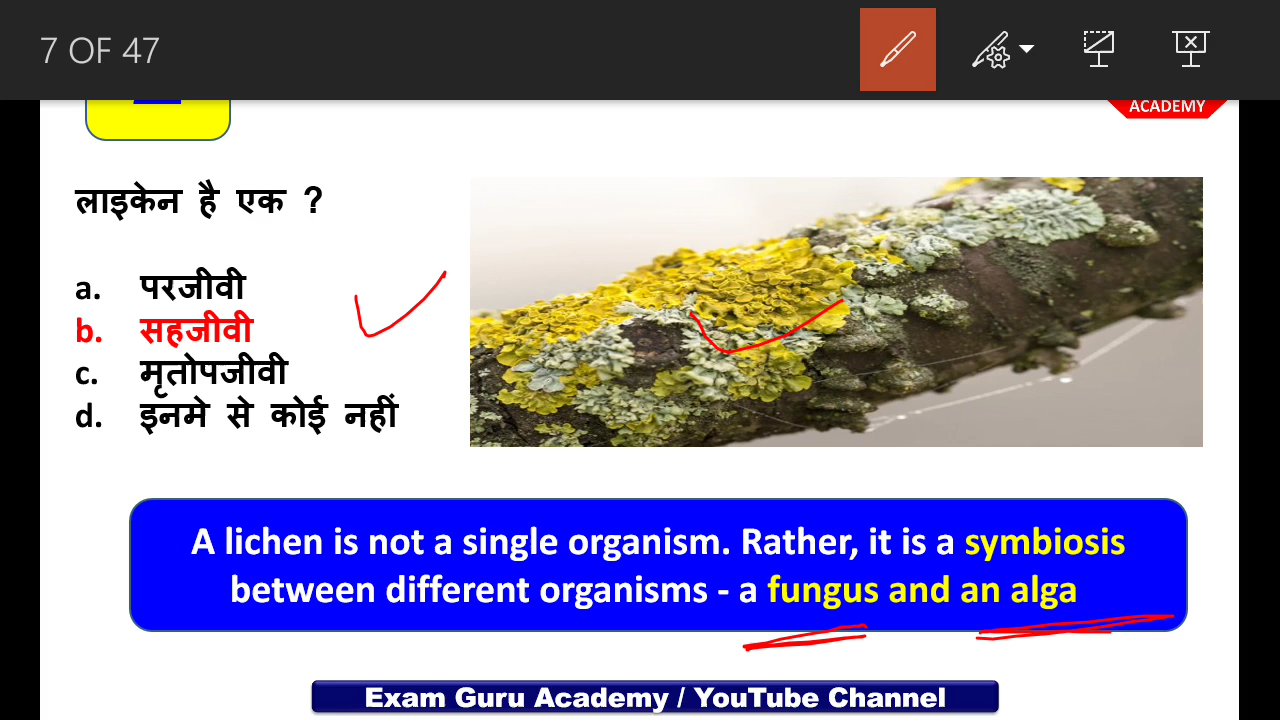 7 OF 47
ACADEMY
लाइकेन है एक ?
a. परजीवी
b. सहजीवी
c. मृतोपजीवी
d. इनमे से कोई नहीं
A lichen is not a single organism. Rather, it is a symbiosis
between different organisms - a fungus and an alga
Exam Guru Academy / YouTube Channel